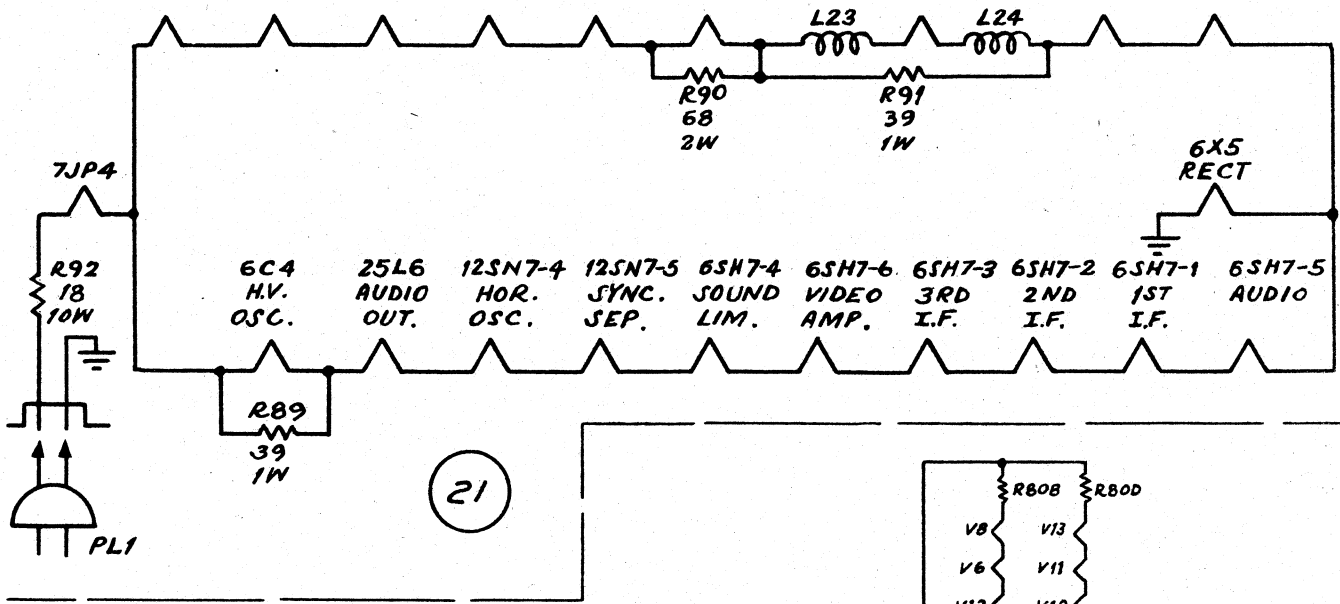 L23
L24
R90
68
2W
R91
39
1W
7JP4
6X5
RECT
R92
18
10W
6C4
H.V.
OSC.
25L6
AUDIO
OUT.
12SN7-4
HOR.
OSC.
12SN7-5
SYNC.
SEP.
6SH7-4
SOUND
LIM.
6SH7-6
VIDEO
AMP.
6SH7-3
3RD
I.F.
6SH7-2
2ND
I.F.
6SH7-1
1ST
I.F.
6SH7-5
AUDIO
R89
39
1W
21
PL1
R80B
R80D
V8
V13
V6
V11